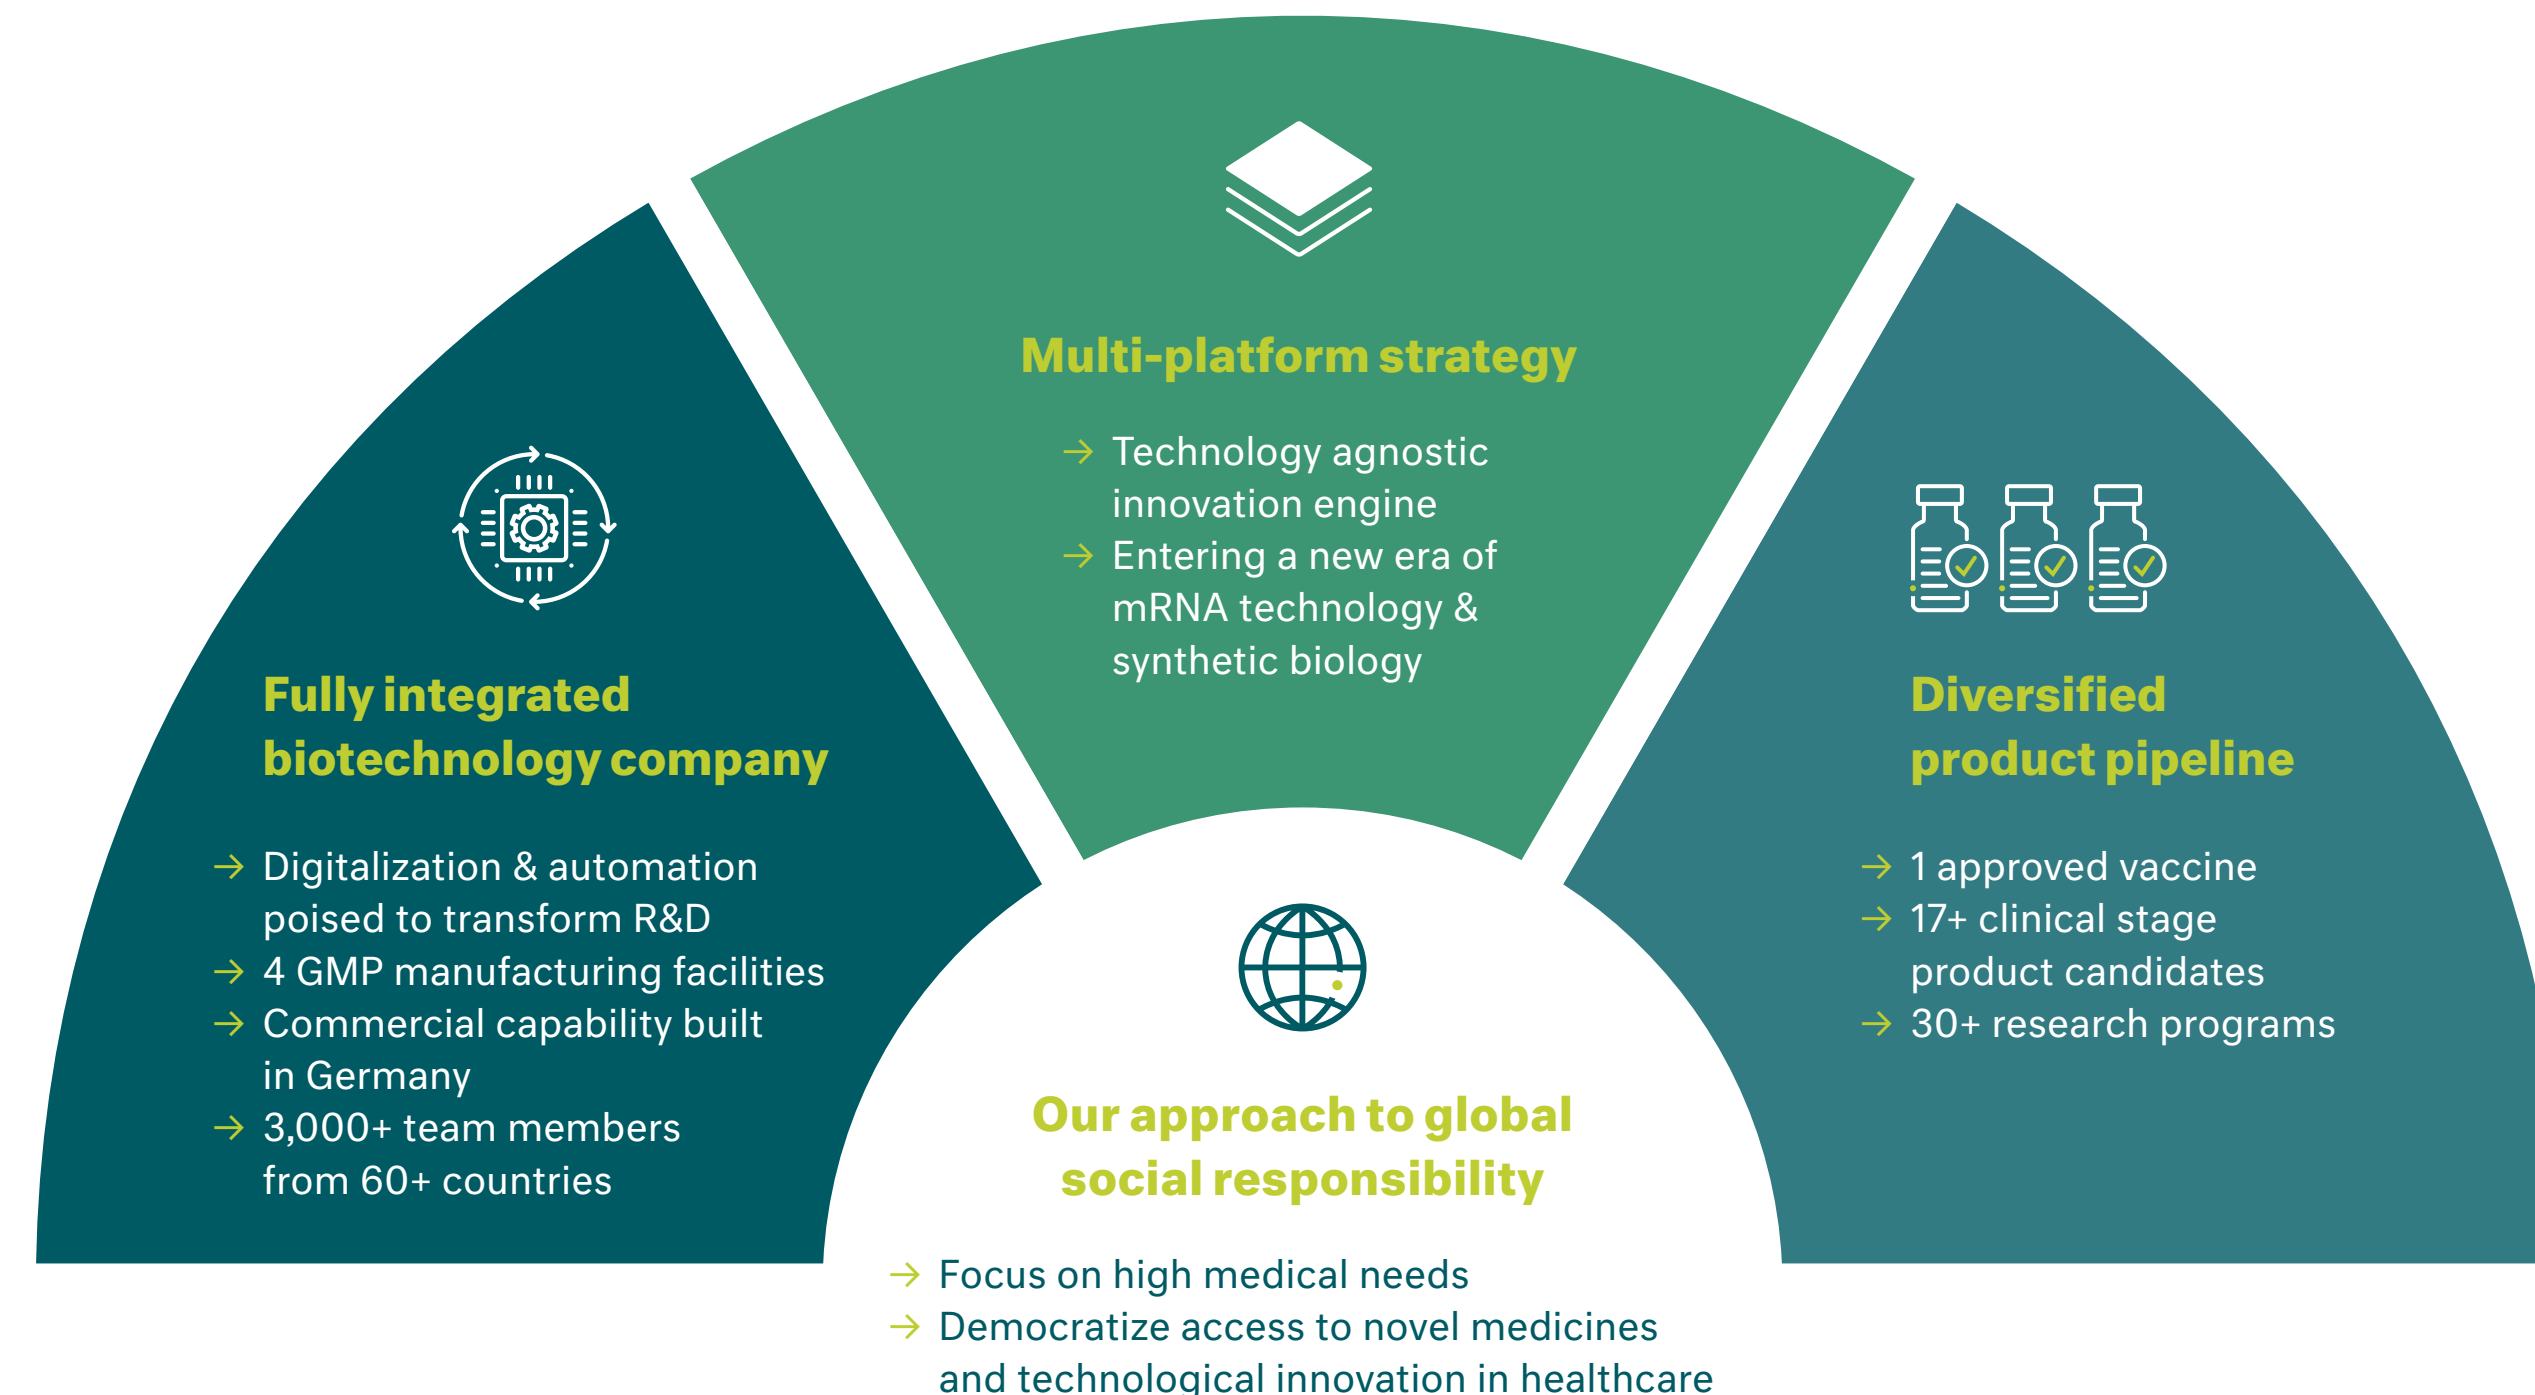 Multi-platform strategy
→ Technology agnostic
innovation engine
→ Entering a new era of
mRNA technology &
synthetic biology
Fully integrated
biotechnology company
→ Digitalization & automation
poised to transform R&D
→ 4 GMP manufacturing facilities
→ Commercial capability built
in Germany
→ 3,000+ team members
from 60+ countries
Diversified
product pipeline
→ 1 approved vaccine
→ 17+ clinical stage
product candidates
→ 30+ research programs
Our approach to global
social responsibility
→ Focus on high medical needs
→ Democratize access to novel medicines
and technological innovation in healthcare